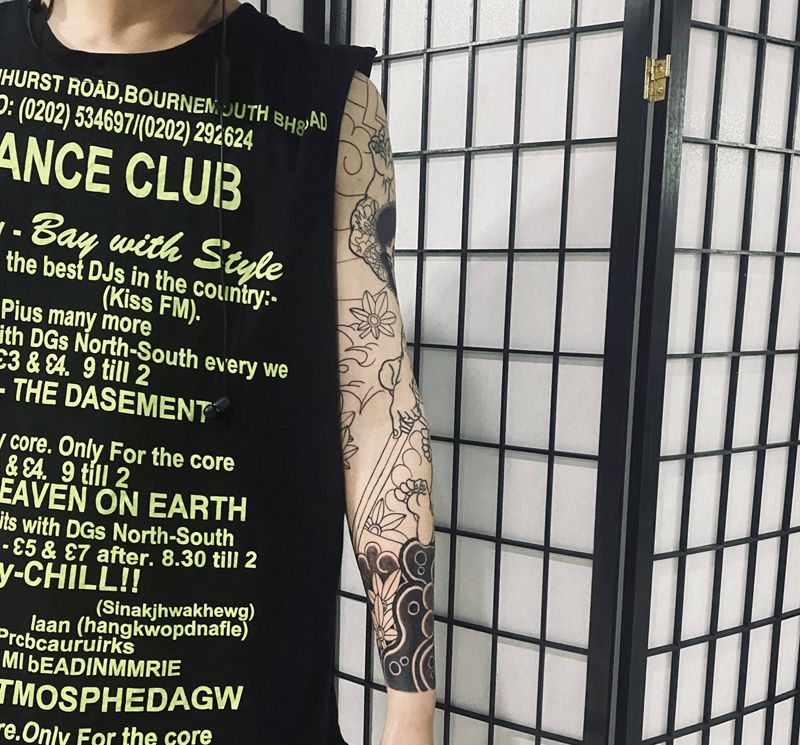 HURST ROAD,BOURNEMOUTH BH8,AD
O: (0202) 534697/(0202) 292624
ANCE CLUB
y - Bay with Style
the best DJs in the country:-
(Kiss FM).
Pius many more
ith DGs North-South every we
£3 & £4. 9 till 2
- THE DASEMENT
y core. Only For the core
& £4. 9 till 2
EAVEN ON EARTH
its with DGs North-South
- £5 & £7 after. 8.30 till 2
y-CHILL!!
(Sinakjhwakhewg)
laan (hangkwopdnafle)
Prcbcauruirks
MI bEADINMMRIE
TMOSPHEDAGW
re.Only For the core